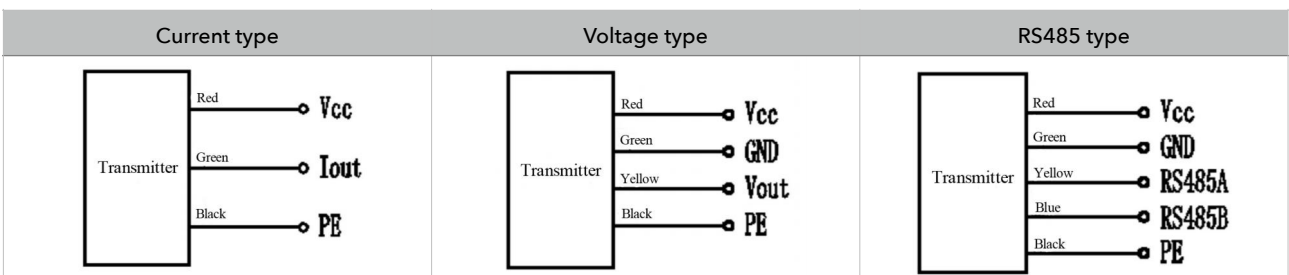 Current type
Voltage type
RS485 type
Transmitter
Red
Vcc
Green
Iout
Black
PE
Transmitter
Red
Vcc
Green
GND
Yellow
Vout
Black
PE
Transmitter
Red
Vcc
Green
GND
Yellow
RS485A
Blue
RS485B
Black
PE